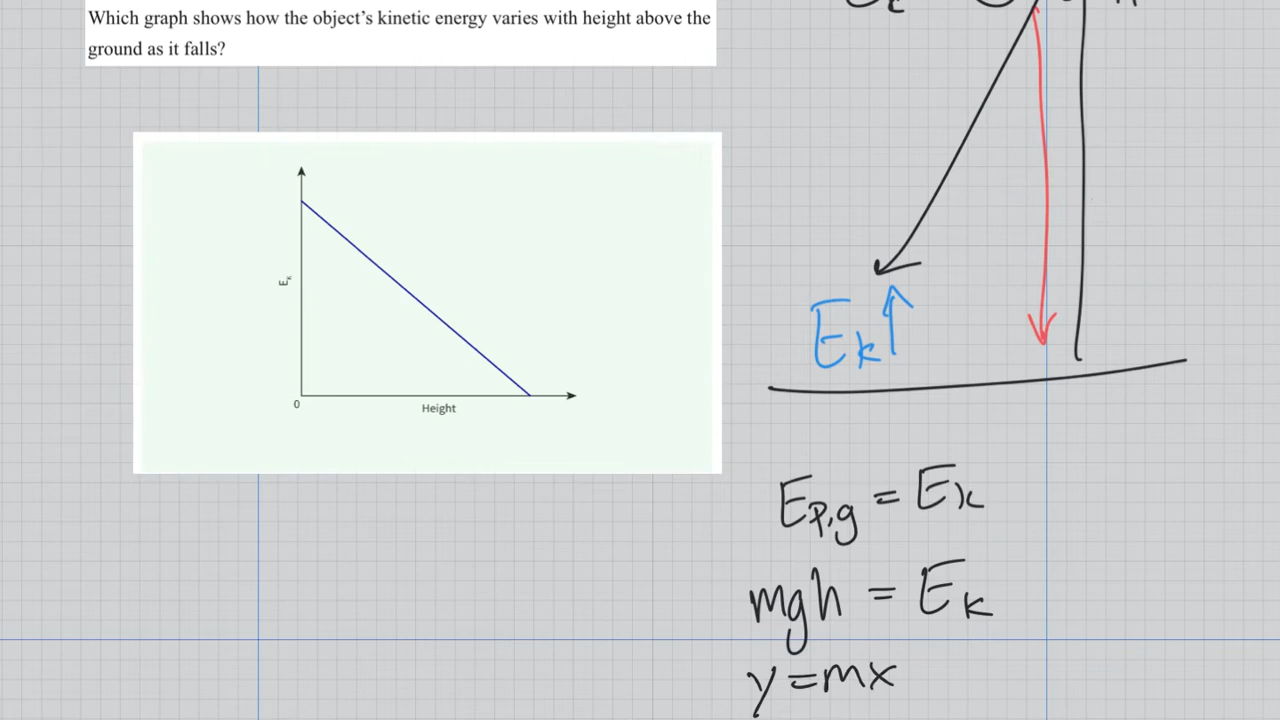 Which graph shows how the object’s kinetic energy varies with height above the
ground as it falls?
Eₖ
0
Height
Eₖ↑
E_P,g = Eₖ
mgh = Eₖ
y=mx